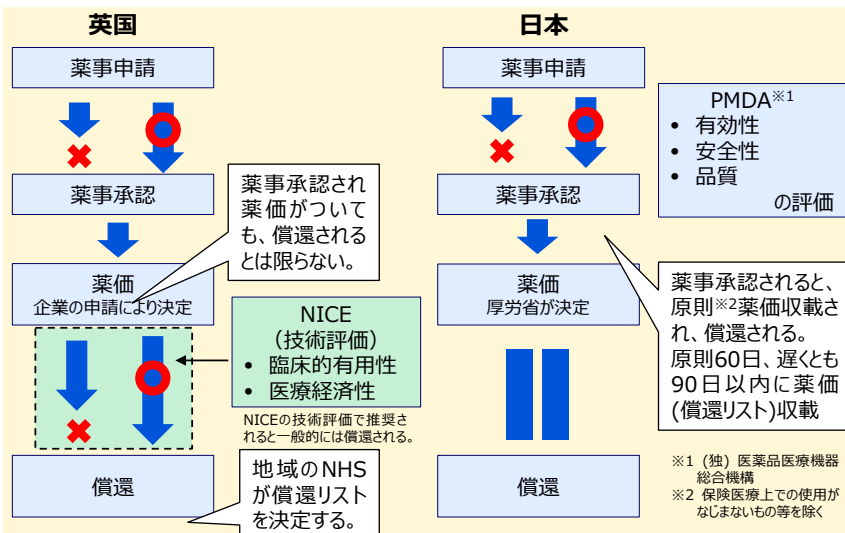 英国
薬事申請
薬事承認
薬事承認され
薬価がついて
も、償還される
とは限らない。
薬価
企業の申請により決定
NICE
(技術評価)
• 臨床的有用性
• 医療経済性
NICEの技術評価で推奨さ
れると一般的には償還される。
償還
地域のNHS
が償還リスト
を決定する。
日本
薬事申請
PMDA※1
• 有効性
• 安全性
• 品質
の評価
薬事承認
薬価
厚労省が決定
薬事承認されると、
原則※2薬価収載さ
れ、償還される。
原則60日、遅くとも
90日以内に薬価
(償還リスト)収載
償還
※1 (独) 医薬品医療機器
総合機構
※2 保険医療上での使用が
なじまないもの等を除く